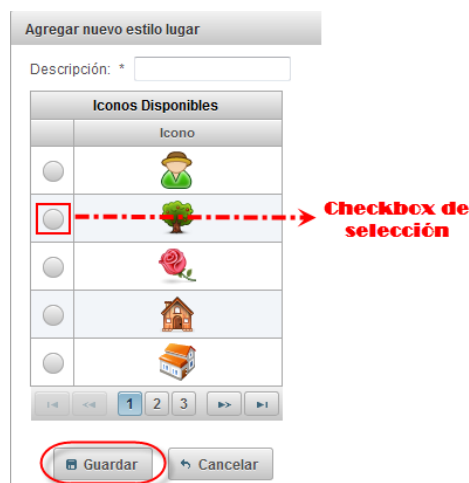 Agregar nuevo estilo lugar
Descripción: *
Iconos Disponibles
Icono
Checkbox de
selección
1 2 3
Guardar Cancelar